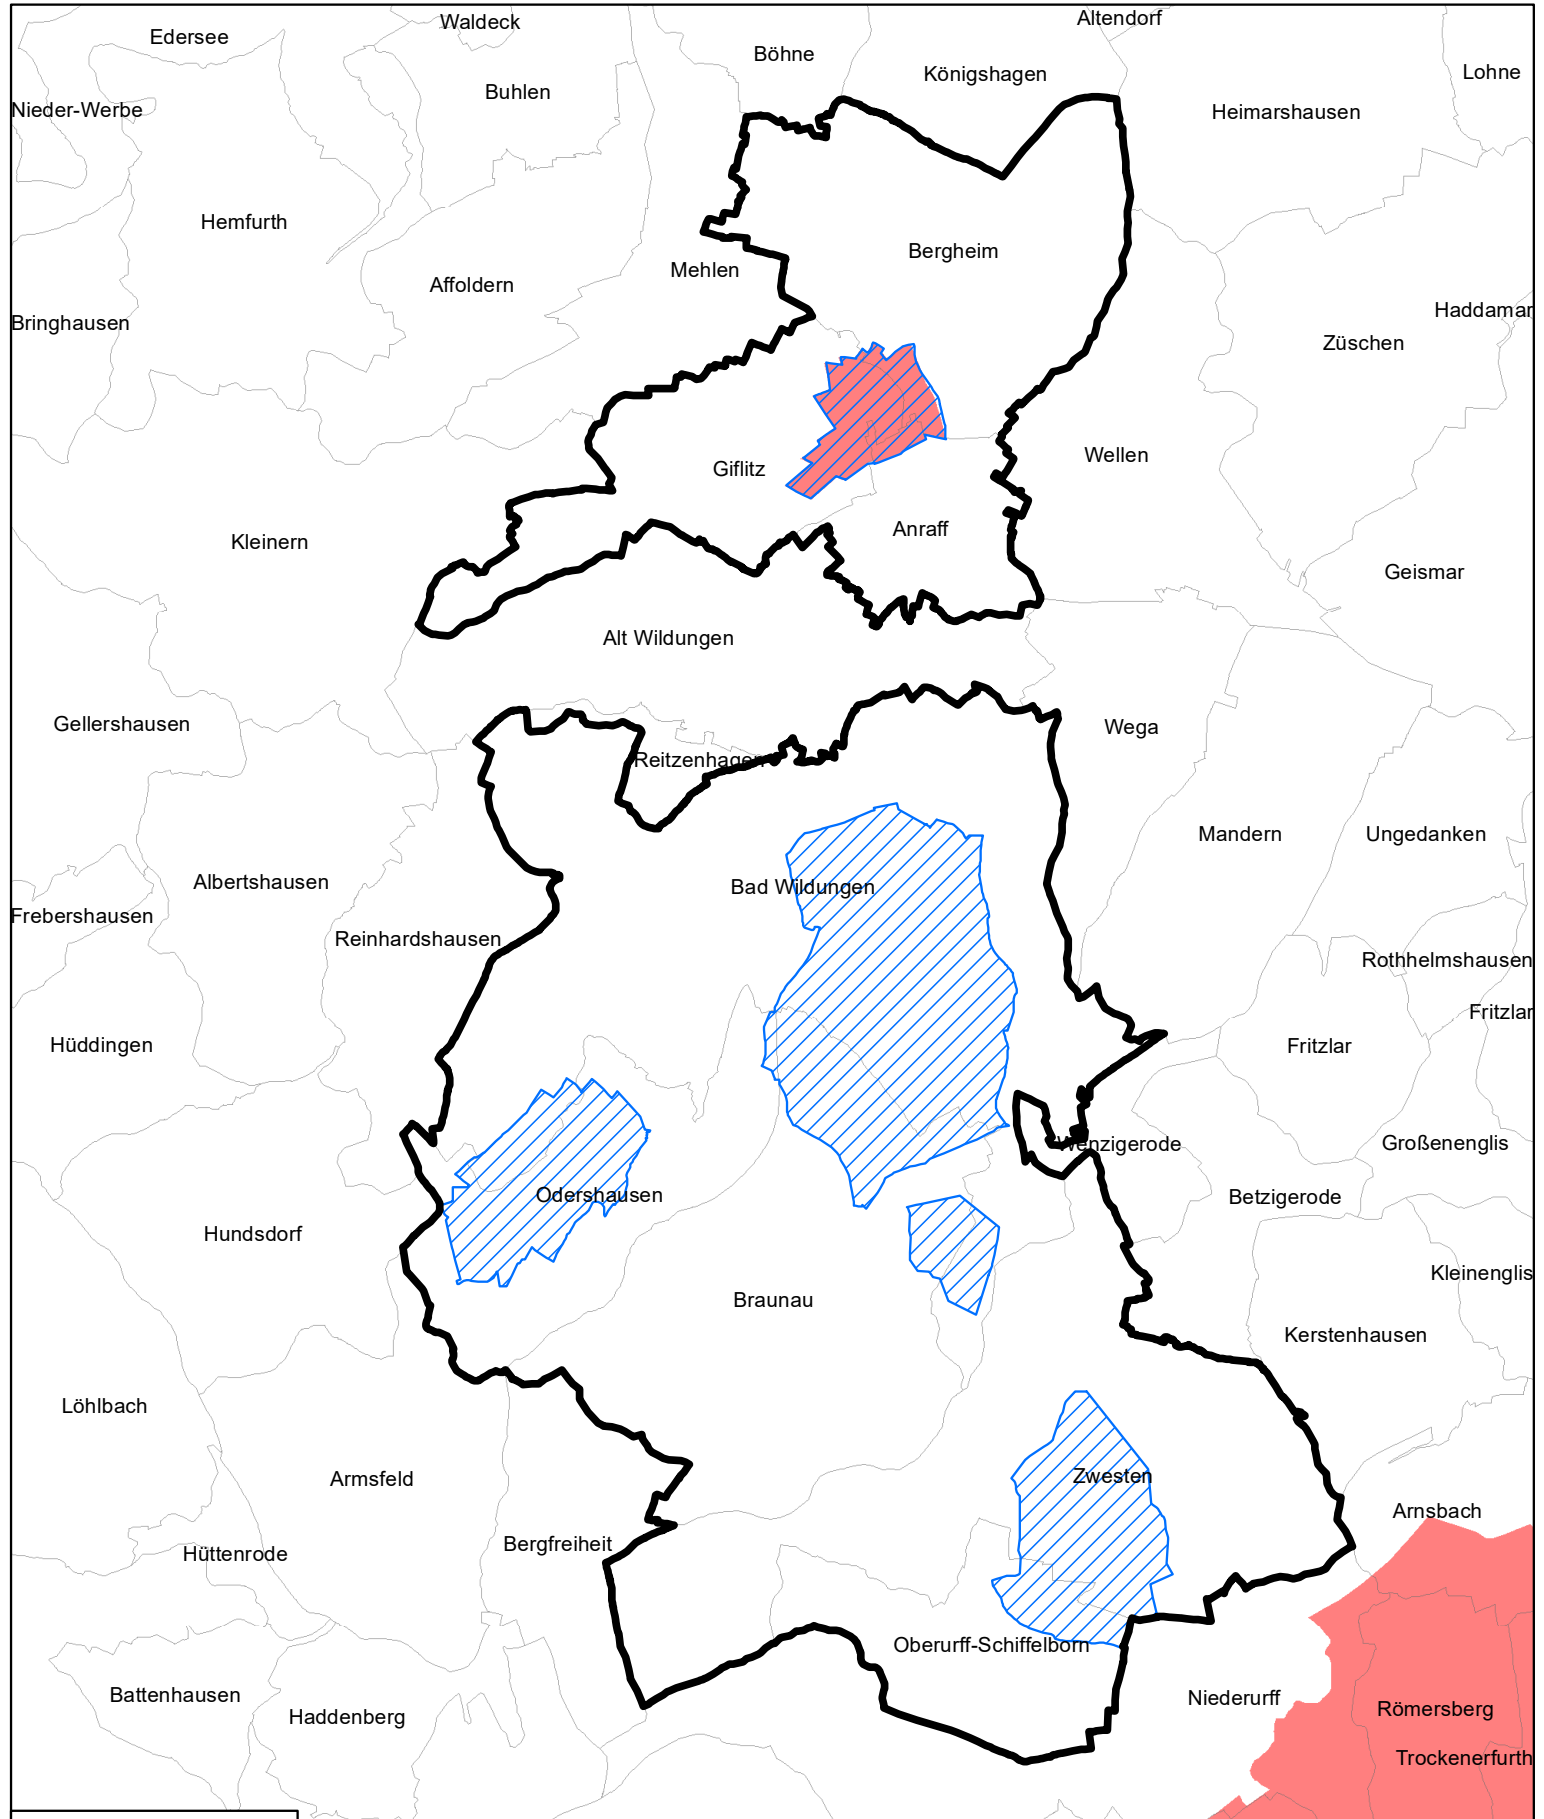 Waldeck
Altendorf
Edersee
Böhne
Königshagen
Lohne
Buhlen
Nieder-Werbe
Heimarshausen
Hemfurth
Bergheim
Mehlen
Affoldern
Haddamar
Bringhausen
Züschen
Wellen
Giflitz
Anraff
Kleinern
Geismar
Alt Wildungen
Gellershausen
Wega
Reitzenhagen
Mandern
Ungedanken
Albertshausen
Bad Wildungen
Frebershausen
Reinhardshausen
Rothhelmshausen
Fritzlar
Hüddingen
Fritzlar
Wenzigerode
Großenenglis
Odershausen
Betzigerode
Hundsdorf
Kleinenglis
Braunau
Kerstenhausen
Löhlbach
Zwesten
Armsfeld
Arnsbach
Bergfreiheit
Hüttenrode
Oberurff-Schiffelborn
Battenhausen
Niederurff
Römersberg
Haddenberg
Trockenerfurth